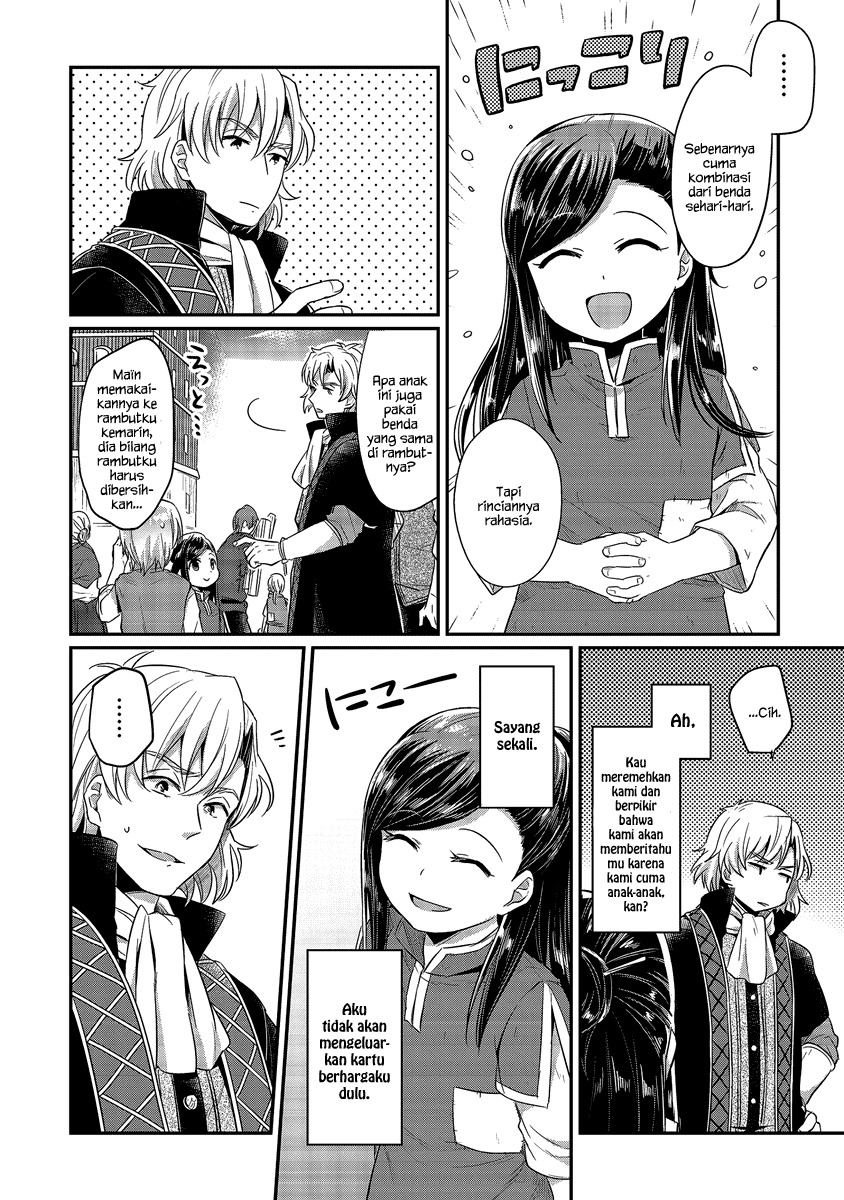 にっこり
......
Sebenarnya
cuma
kombinasi
dari benda
sehari-hari.
Tapi
rinciannya
rahasia.
Apa anak
ini juga
pakai
benda
yang sama
di rambut-
nya?
えっと…
Main
memakai-
kannya ke
rambutku
kemarin,
dia bilang
rambutku
harus
dibersih-
kan...
...Cih.
Ah,
Kau
meremehkan
kami dan
berpikir
bahwa
kami akan
memberitahu
mu karena
kami cuma
anak-anak,
kan?
にこー
Sayang
sekali.
Aku
tidak akan
mengeluar-
kan kartu
berhargaku
dulu.
......